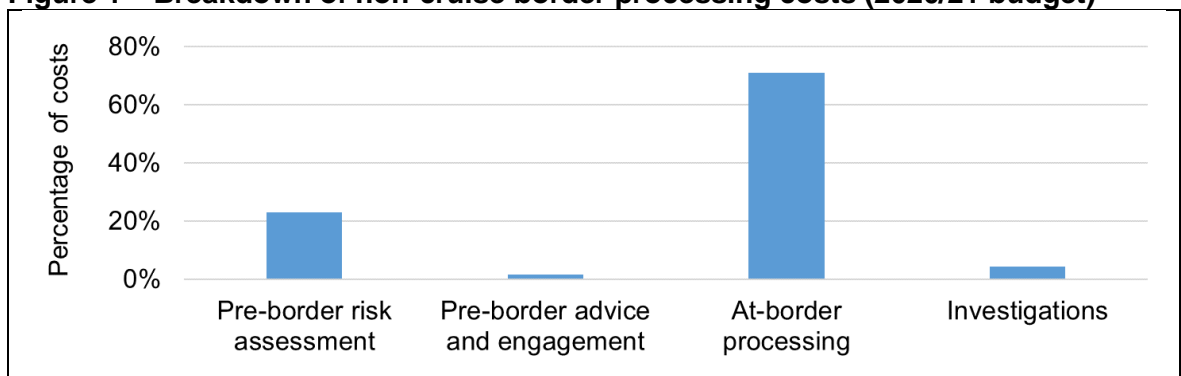 80%
60%
40%
20%
0%
Percentage of costs
Pre-border risk
assessment
Pre-border advice
and engagement
At-border
processing
Investigations